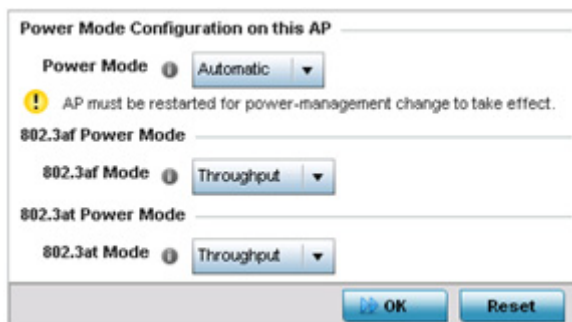 Power Mode Configuration on this AP
Power Mode Automatic
AP must be restarted for power-management change to take effect.
802.3af Power Mode
802.3af Mode Throughput
802.3at Power Mode
802.3at Mode Throughput
OK Reset